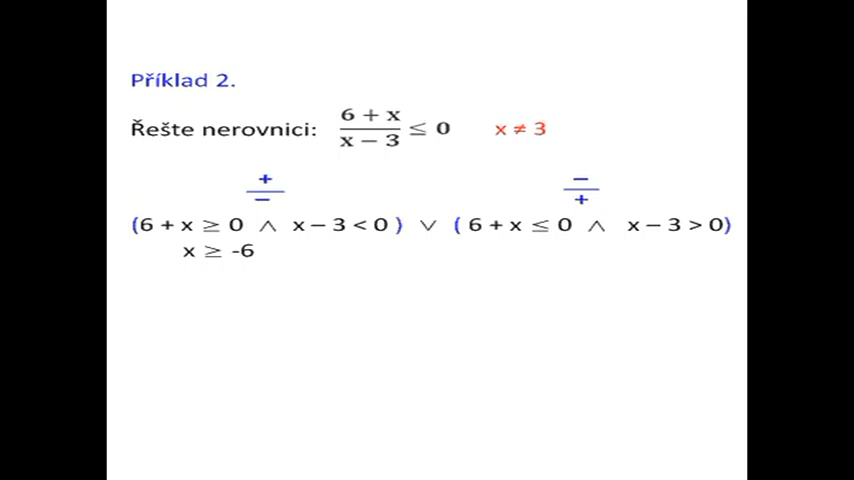 Příklad 2.
Řešte nerovnici: 6 + x / x − 3 ≤ 0 x ≠ 3
+ / − − / +
(6 + x ≥ 0 ∧ x − 3 < 0 ) ∨ ( 6 + x ≤ 0 ∧ x − 3 > 0)
x ≥ -6